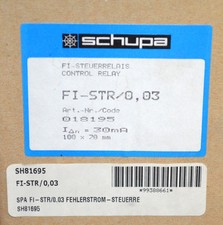 schupa
FI-STEUERRELAIS
CONTROL RELAY
FI-STR/0,03
Art.-Nr./Code
018195
I∆n = 30mA
100 x 70 mm
SH81695
FI-STR/0,03
*99308661*
SPA FI-STR/0.03 FEHLERSTROM-STEUERRE
SH81695